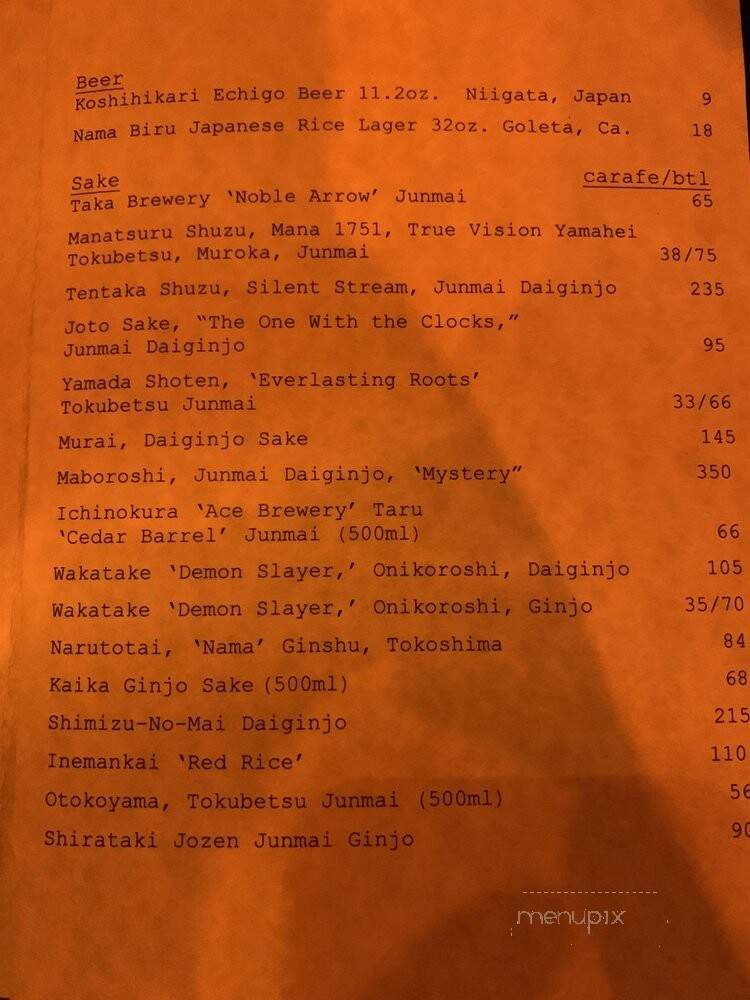 Beer
Koshihikari Echigo Beer 11.2oz. Niigata, Japan 9
Nama Biru Japanese Rice Lager 32oz. Goleta, Ca. 18
Sake carafe/btl
Taka Brewery ‘Noble Arrow’ Junmai 65
Manatsuru Shuzu, Mana 1751, True Vision Yamahei
Tokubetsu, Muroka, Junmai 38/75
Tentaka Shuzu, Silent Stream, Junmai Daiginjo 235
Joto Sake, “The One With the Clocks,”
Junmai Daiginjo 95
Yamada Shoten, ‘Everlasting Roots’
Tokubetsu Junmai 33/66
Murai, Daiginjo Sake 145
Maboroshi, Junmai Daiginjo, ‘Mystery” 350
Ichinokura ‘Ace Brewery’ Taru
‘Cedar Barrel’ Junmai (500ml) 66
Wakatake ‘Demon Slayer,’ Onikoroshi, Daiginjo 105
Wakatake ‘Demon Slayer,’ Onikoroshi, Ginjo 35/70
Narutotai, ‘Nama’ Ginshu, Tokoshima 84
Kaika Ginjo Sake (500ml) 68
Shimizu-No-Mai Daiginjo 215
Inemankai ‘Red Rice’ 110
Otokoyama, Tokubetsu Junmai (500ml) 56
Shirataki Jozen Junmai Ginjo 90
menupix